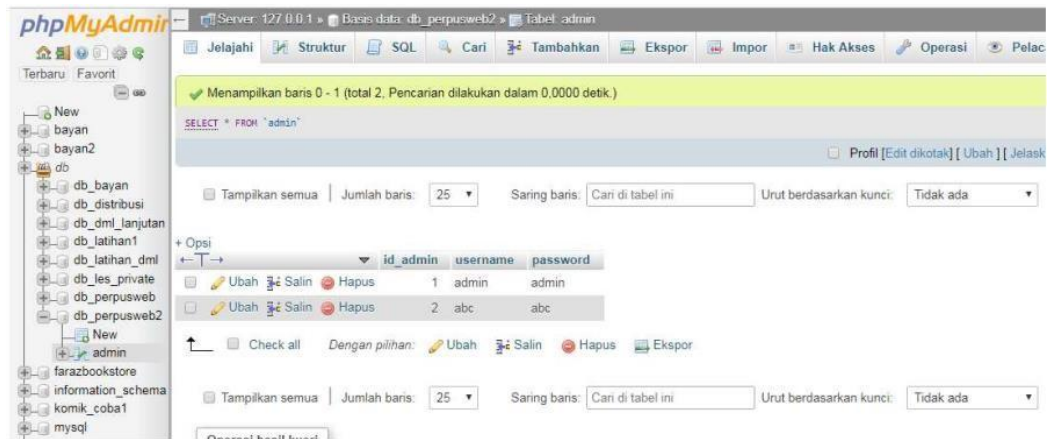 phpMyAdmin
Terbaru Favorit
New
bayan
bayan2
db
db_bayan
db_distribusi
db_dml_lanjutan
db_latihan1
db_latihan_dml
db_les_private
db_perpusweb
db_perpusweb2
New
admin
farazbookstore
information_schema
komik_coba1
mysql
Server: 127.0.0.1 » Basis data: db_perpusweb2 » Tabel: admin
Jelajahi Struktur SQL Cari Tambahkan Ekspor Impor Hak Akses Operasi Pelac
Menampilkan baris 0 - 1 (total 2, Pencarian dilakukan dalam 0,0000 detik.)
SELECT * FROM `admin`
Profil [Edit dikotak] [ Ubah ] [ Jelask
Tampilkan semua | Jumlah baris: 25 Saring baris: Cari di tabel ini Urut berdasarkan kunci: Tidak ada
+ Opsi
←T→ id_admin username password
Ubah Salin Hapus 1 admin admin
Ubah Salin Hapus 2 abc abc
Check all Dengan pilihan: Ubah Salin Hapus Ekspor
Tampilkan semua | Jumlah baris: 25 Saring baris: Cari di tabel ini Urut berdasarkan kunci: Tidak ada
Operasi hasil kueri